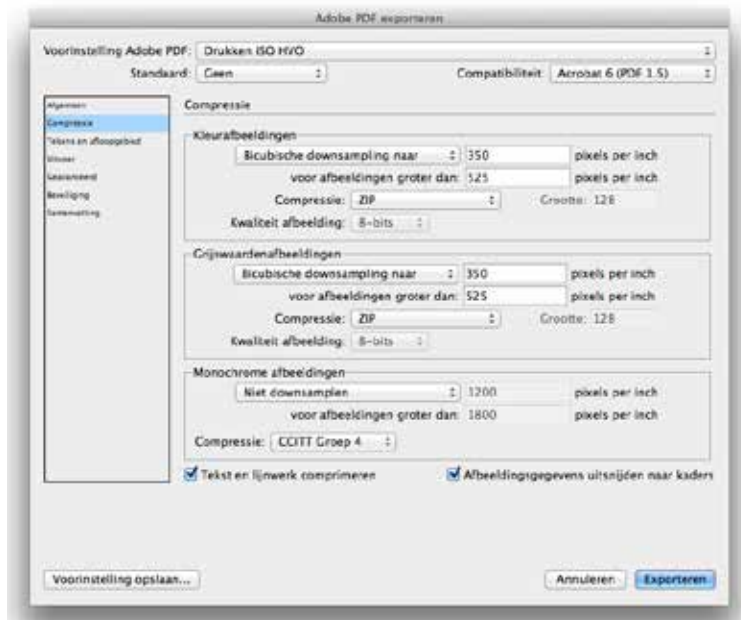 Adobe PDF exporteren
Voorinstelling Adobe PDF: Drukken ISO HVO
Standaard: Geen Compatibiliteit: Acrobat 6 (PDF 1.5)
Algemeen
Compressie
Tekens en afloopgebied
Uitvoer
Geavanceerd
Beveiliging
Samenvatting
Compressie
Kleurafbeeldingen
Bicubische downsampling naar 350 pixels per inch
voor afbeeldingen groter dan: 525 pixels per inch
Compressie: ZIP Grootte: 128
Kwaliteit afbeelding: 8-bits
Grijswaardenafbeeldingen
Bicubische downsampling naar 350 pixels per inch
voor afbeeldingen groter dan: 525 pixels per inch
Compressie: ZIP Grootte: 128
Kwaliteit afbeelding: 8-bits
Monochrome afbeeldingen
Niet downsamplen 1200 pixels per inch
voor afbeeldingen groter dan: 1800 pixels per inch
Compressie: CCITT Groep 4
Tekst en lijnwerk comprimeren Afbeeldingsgegevens uitsnijden naar kaders
Voorinstelling opslaan... Annuleren Exporteren